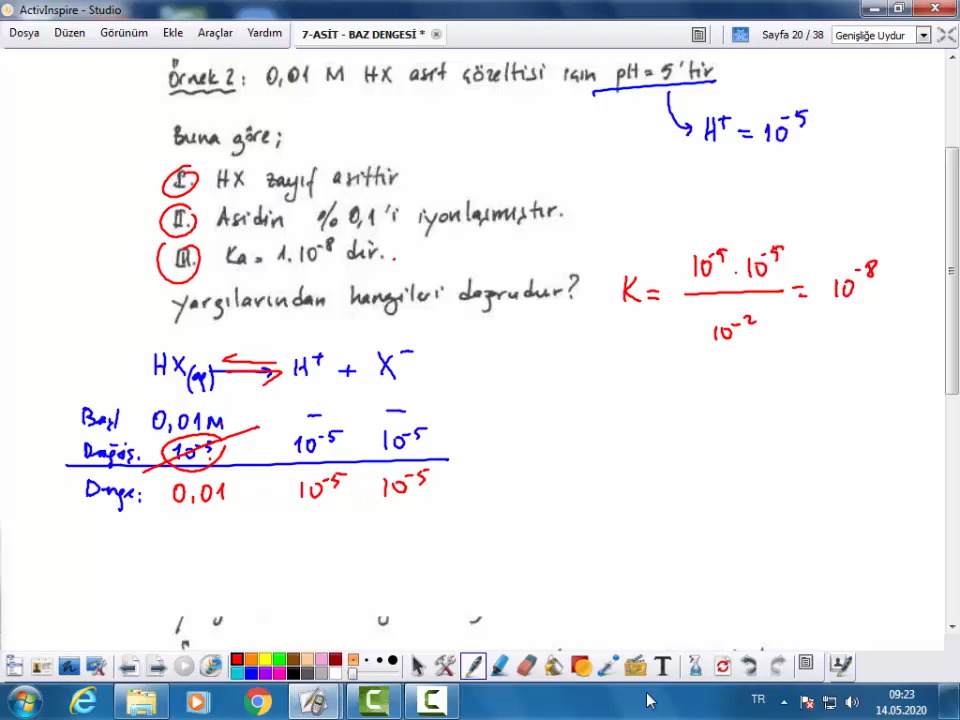 ActivInspire - Studio
Dosya Düzen Görünüm Ekle Araçlar Yardım 7-ASİT - BAZ DENGESİ * Sayfa 20 / 38 Genişliğe Uydur
Örnek 2: 0,01 M HX asit çözeltisi için pH = 5'tir
H⁺ = 10⁻⁵
Buna göre;
I. HX zayıf asittir
II. Asidin % 0,1'i iyonlaşmıştır.
III. Ka = 1.10⁻⁸ dir.
yargılarından hangileri doğrudur?
K = 10⁻⁵ . 10⁻⁵ / 10⁻² = 10⁻⁸
HX(aq) ⇌ H⁺ + X⁻
Başl 0,01M – –
Değiş. 10⁻⁵ 10⁻⁵ 10⁻⁵
Denge: 0,01 10⁻⁵ 10⁻⁵
TR 09:23
14.05.2020